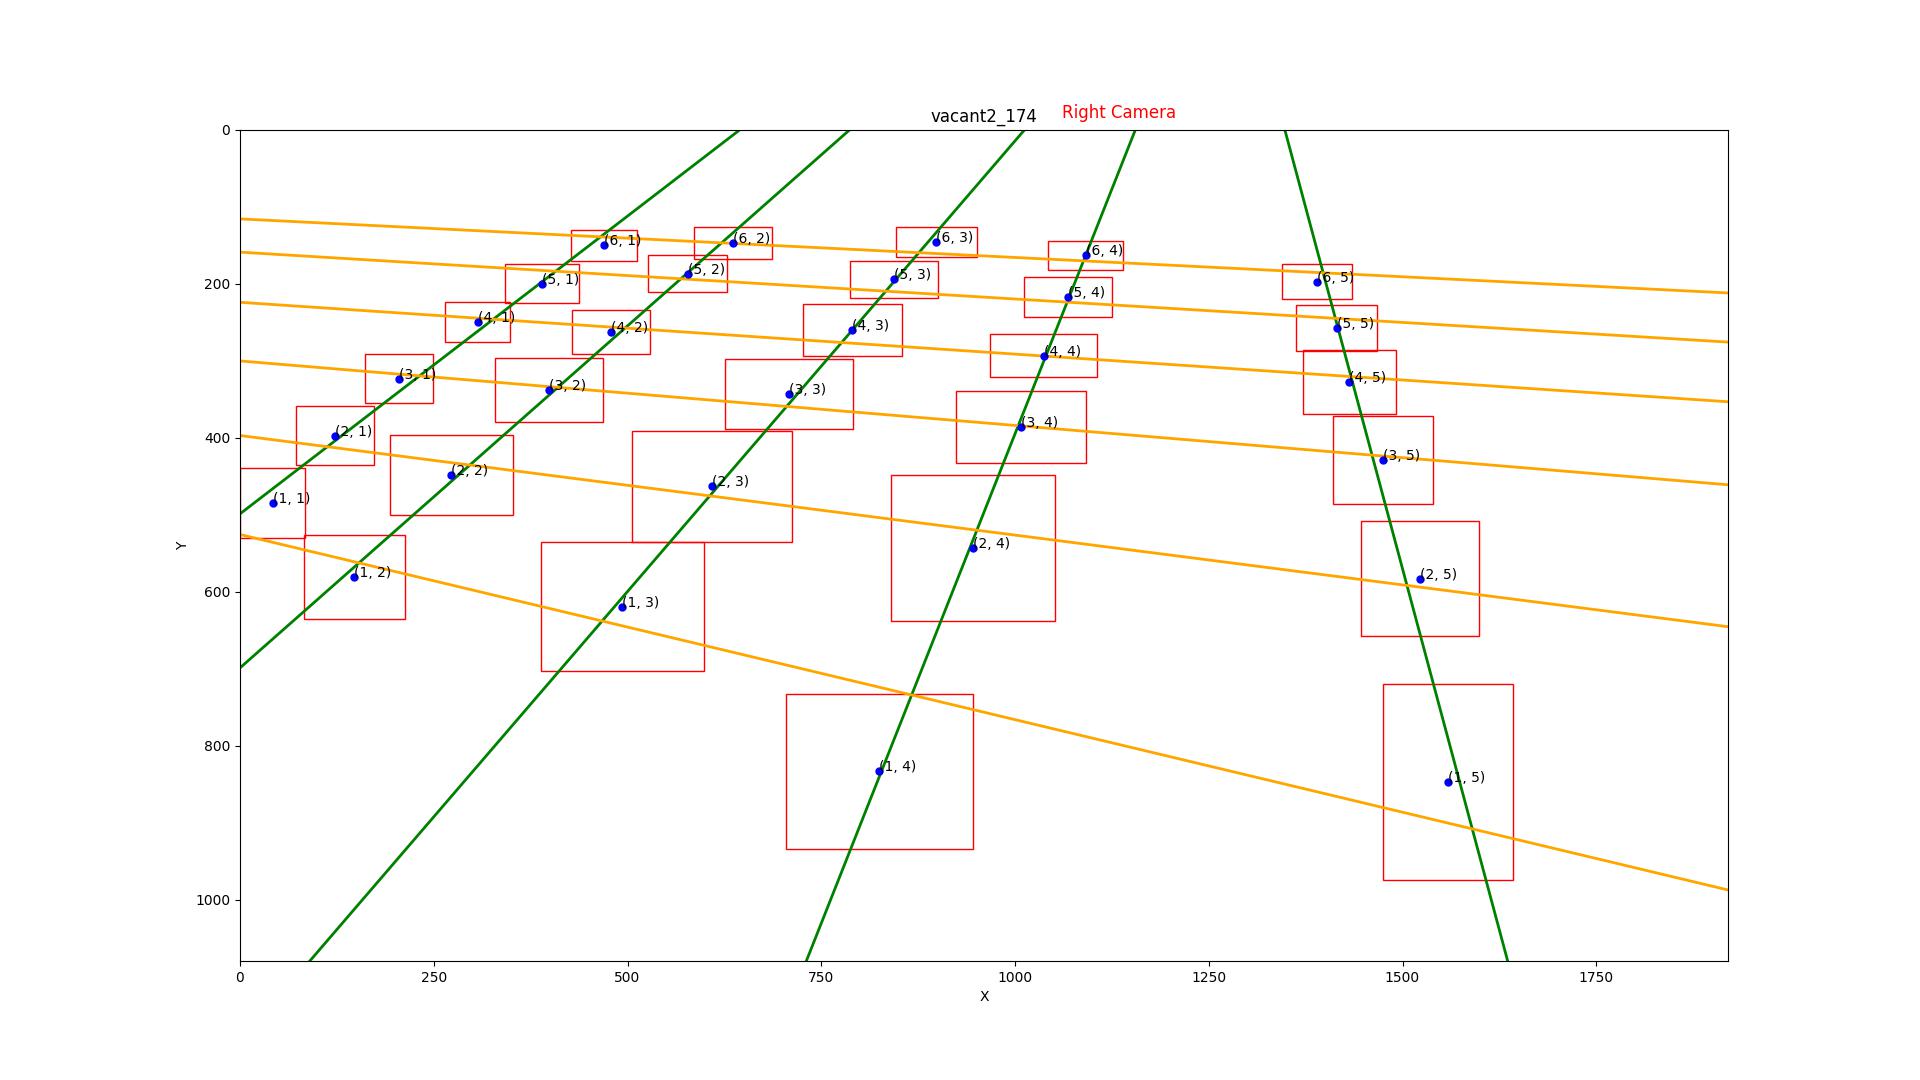 vacant2_174 Right Camera
0
(6, 1) (6, 2) (6, 3) (6, 4) (6, 5)
200
(5, 1) (5, 2) (5, 3) (5, 4) (5, 5)
(4, 1) (4, 2) (4, 3) (4, 4) (4, 5)
(3, 1) (3, 2) (3, 3) (3, 4) (3, 5)
400
(2, 1) (2, 2) (2, 3) (2, 4) (2, 5)
(1, 1) (1, 2) (1, 3) (1, 4) (1, 5)
Y
600
800
1000
0 250 500 750 1000 1250 1500 1750
X